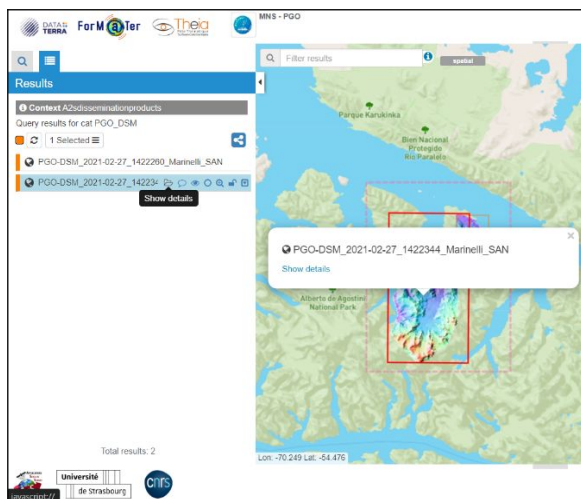 DATA
TERRA
ForM@Ter
Theia
MNS - PGO
Filter results
spatial
Results
Context A2sdisseminationproducts
Query results for cat PGO_DSM
1 Selected
PGO-DSM_2021-02-27_1422260_Marinelli_SAN
PGO-DSM_2021-02-27_142234
Show details
Parque Karukinka
Bien Nacional
Protegido
Río Paralelo
PGO-DSM_2021-02-27_1422344_Marinelli_SAN
Show details
Alberto de Agostini
National Park
Total results: 2
Lon: -70.249 Lat: -54.476
Université
de Strasbourg
cnrs
javascript://